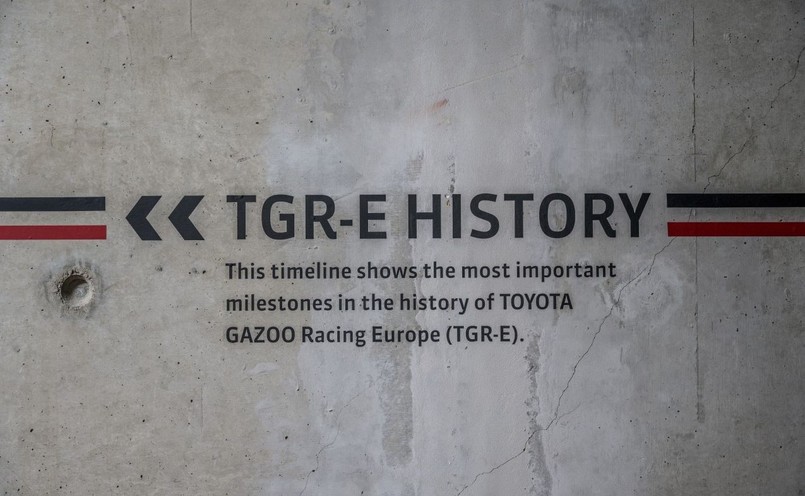 TGR-E HISTORY
This timeline shows the most important
milestones in the history of TOYOTA
GAZOO Racing Europe (TGR-E).